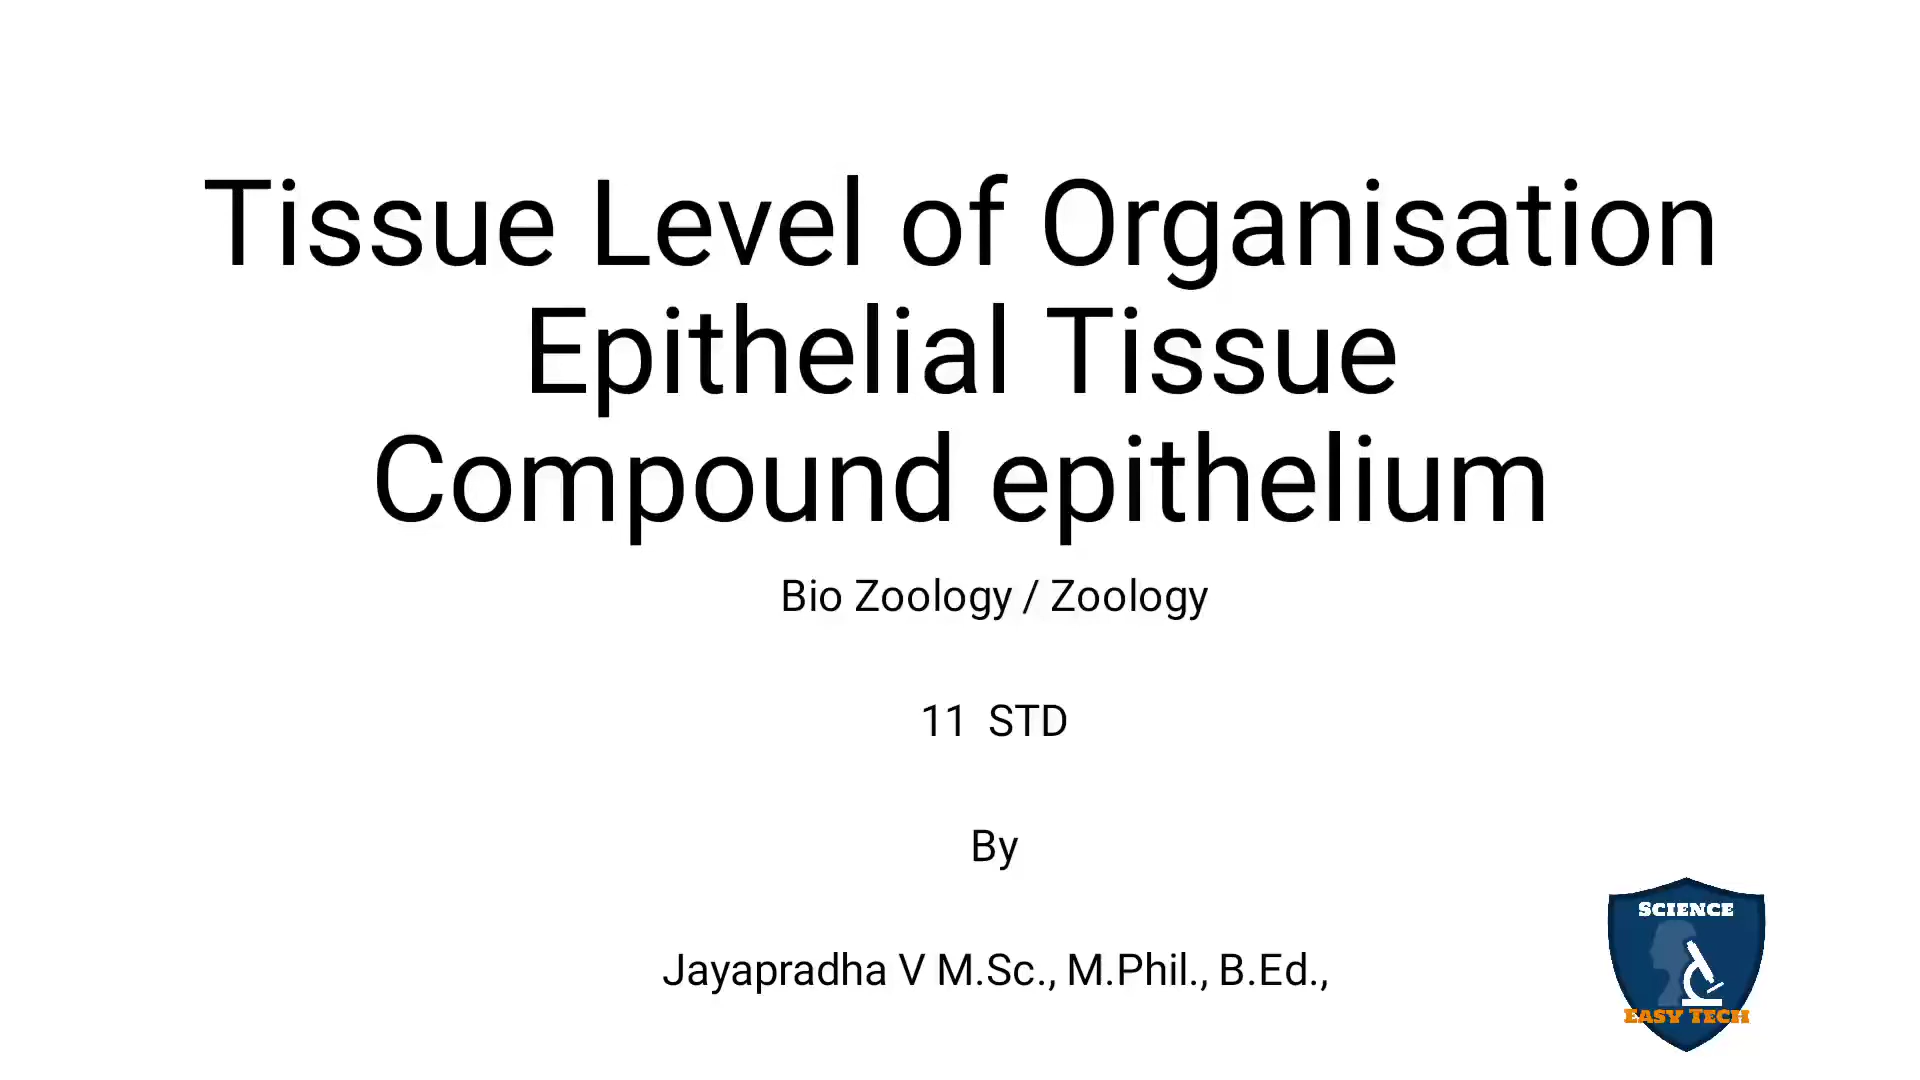 Tissue Level of Organisation
Epithelial Tissue
Compound epithelium
Bio Zoology / Zoology
11 STD
By
Jayapradha V M.Sc., M.Phil., B.Ed.,
SCIENCE
EASY TECH